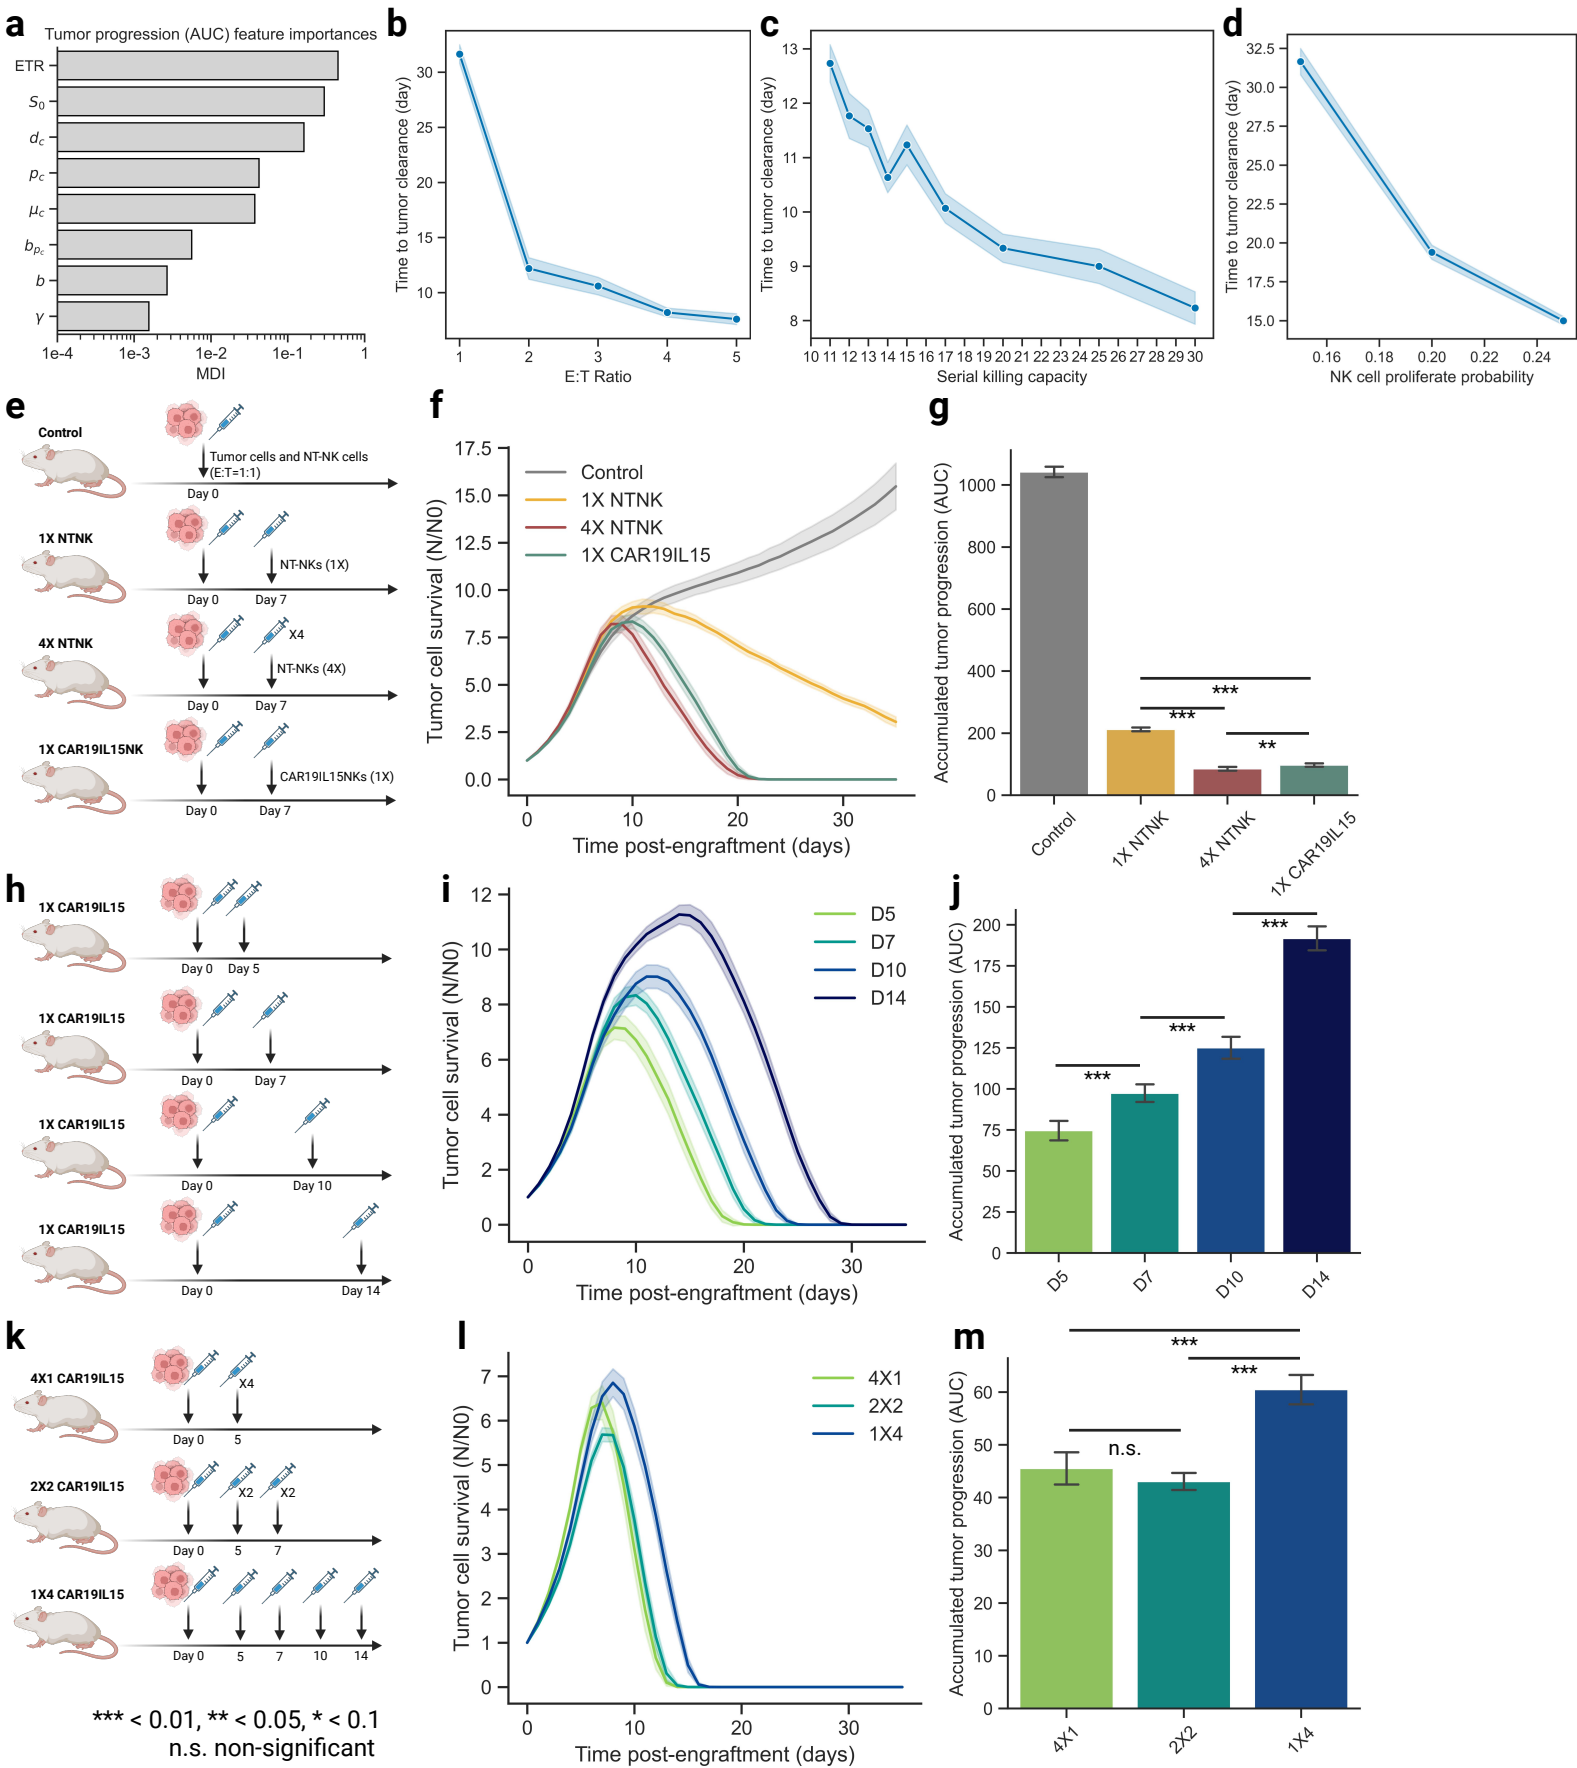 a
Tumor progression (AUC) feature importances
ETR
S0
dc
pc
μc
bpc
b
γ
1e-4 1e-3 1e-2 1e-1 1
MDI
b
Time to tumor clearance (day)
30
25
20
15
10
1 2 3 4 5
E:T Ratio
c
Time to tumor clearance (day)
13
12
11
10
9
8
10 11 12 13 14 15 16 17 18 19 20 21 22 23 24 25 26 27 28 29 30
Serial killing capacity
d
Time to tumor clearance (day)
32.5
30.0
27.5
25.0
22.5
20.0
17.5
15.0
0.16 0.18 0.20 0.22 0.24
NK cell proliferate probability
e
Control
Tumor cells and NT-NK cells
(E:T=1:1)
Day 0
1X NTNK
NT-NKs (1X)
Day 0 Day 7
4X NTNK
X4
NT-NKs (4X)
Day 0 Day 7
1X CAR19IL15NK
CAR19IL15NKs (1X)
Day 0 Day 7
f
Tumor cell survival (N/N0)
17.5
15.0
12.5
10.0
7.5
5.0
2.5
0.0
Control
1X NTNK
4X NTNK
1X CAR19IL15
0 10 20 30
Time post-engraftment (days)
g
Accumulated tumor progression (AUC)
1000
800
600
400
200
0
***
***
**
Control 1X NTNK 4X NTNK 1X CAR19IL15
h
1X CAR19IL15
Day 0 Day 5
1X CAR19IL15
Day 0 Day 7
1X CAR19IL15
Day 0 Day 10
1X CAR19IL15
Day 0 Day 14
i
Tumor cell survival (N/N0)
12
10
8
6
4
2
0
D5
D7
D10
D14
0 10 20 30
Time post-engraftment (days)
j
Accumulated tumor progression (AUC)
200
175
150
125
100
75
50
25
0
***
***
***
D5 D7 D10 D14
k
4X1 CAR19IL15
X4
Day 0 5
2X2 CAR19IL15
X2 X2
Day 0 5 7
1X4 CAR19IL15
Day 0 5 7 10 14
*** < 0.01, ** < 0.05, * < 0.1
n.s. non-significant
l
Tumor cell survival (N/N0)
7
6
5
4
3
2
1
0
4X1
2X2
1X4
0 10 20 30
Time post-engraftment (days)
m
Accumulated tumor progression (AUC)
60
50
40
30
20
10
0
***
***
n.s.
4X1 2X2 1X4